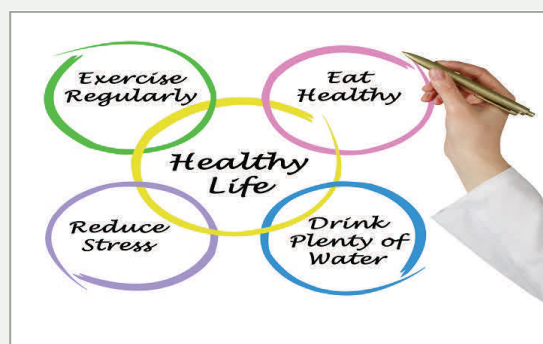 Exercise
Regularly
Eat
Healthy
Healthy
Life
Reduce
Stress
Drink
Plenty of
Water